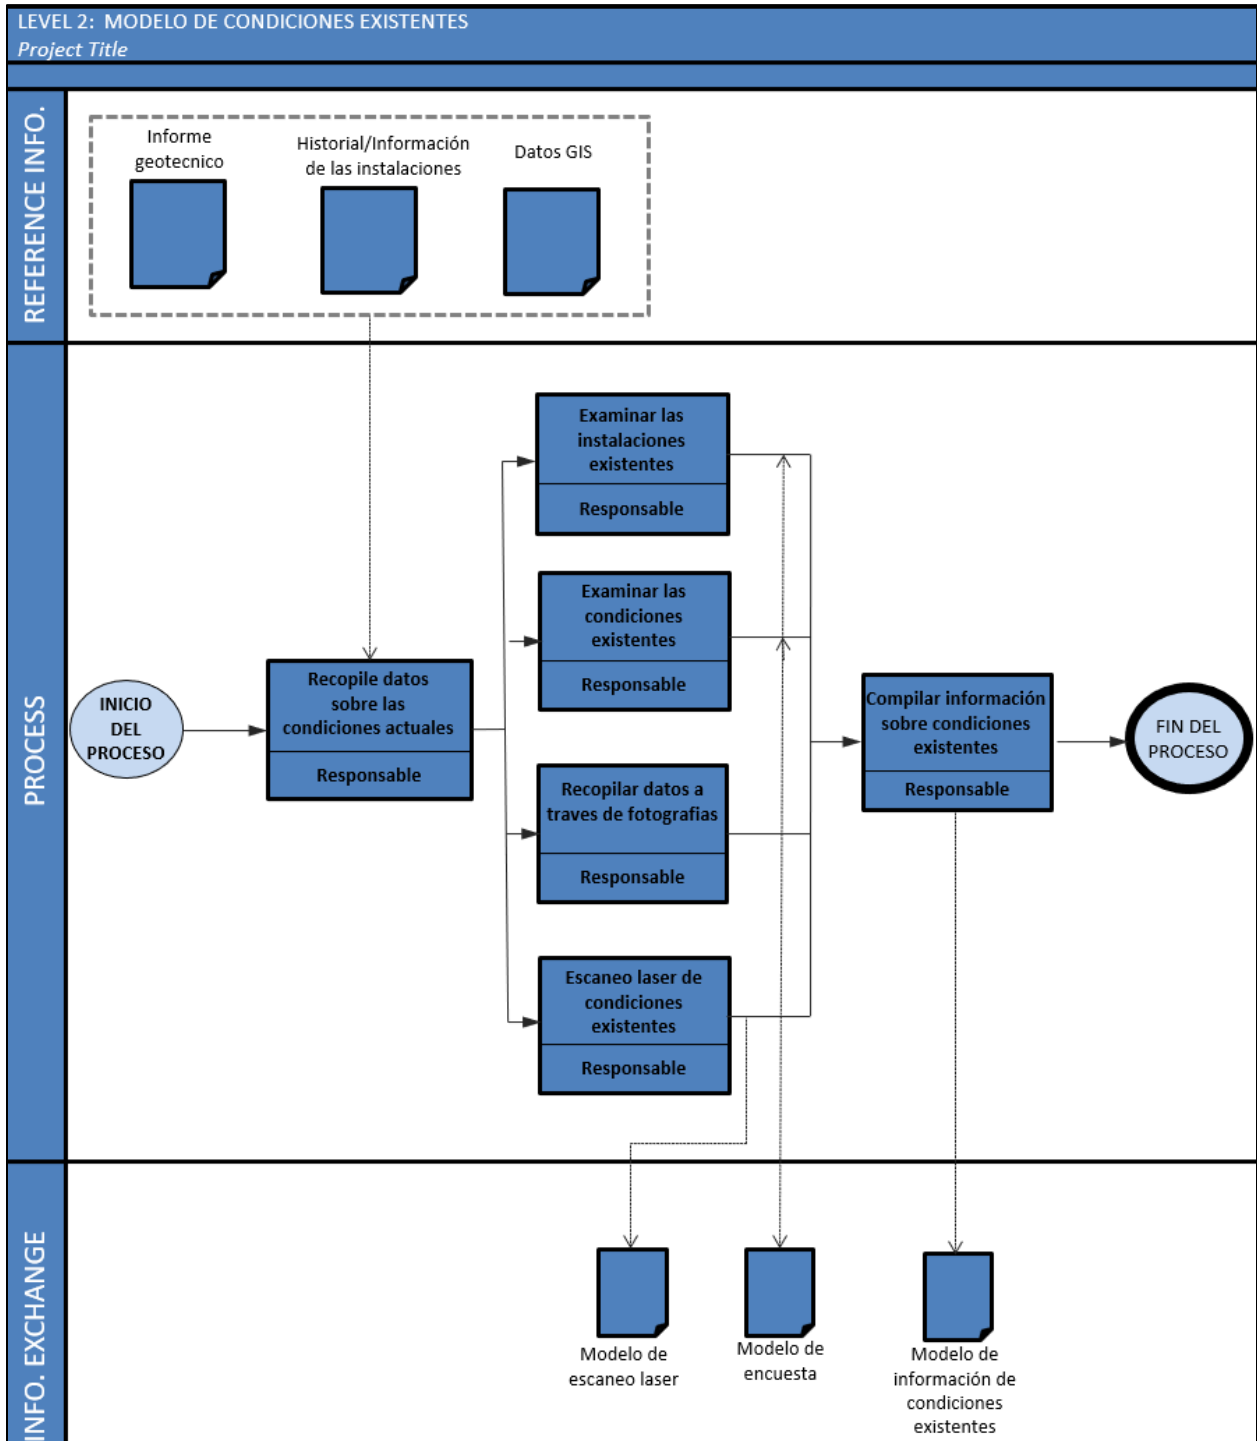 LEVEL 2: MODELO DE CONDICIONES EXISTENTES
Project Title
REFERENCE INFO.
Informe
geotecnico
Historial/Información
de las instalaciones
Datos GIS
PROCESS
INICIO
DEL
PROCESO
Recopile datos
sobre las
condiciones actuales
Responsable
Examinar las
instalaciones
existentes
Responsable
Examinar las
condiciones
existentes
Responsable
Recopilar datos a
traves de fotografias
Responsable
Escaneo laser de
condiciones
existentes
Responsable
Compilar información
sobre condiciones
existentes
Responsable
FIN DEL
PROCESO
INFO. EXCHANGE
Modelo de
escaneo laser
Modelo de
encuesta
Modelo de
información de
condiciones
existentes